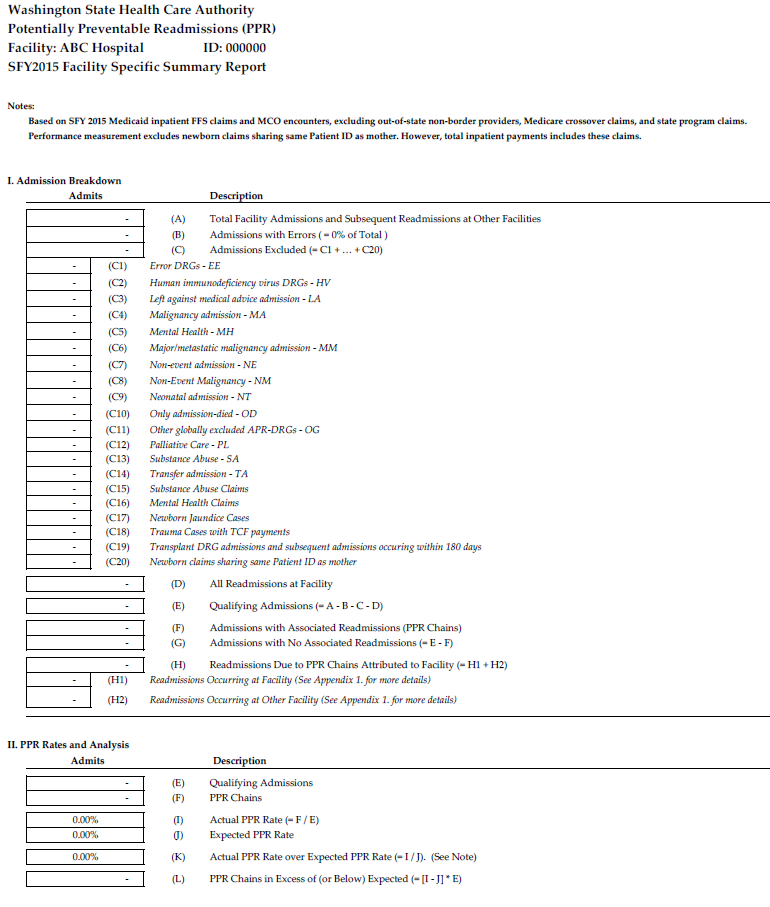 Washington State Health Care Authority
Potentially Preventable Readmissions (PPR)
Facility: ABC Hospital ID: 000000
SFY2015 Facility Specific Summary Report
Notes:
Based on SFY 2015 Medicaid inpatient FFS claims and MCO encounters, excluding out-of-state non-border providers, Medicare crossover claims, and state program claims.
Performance measurement excludes newborn claims sharing same Patient ID as mother. However, total inpatient payments includes these claims.
I. Admission Breakdown
Admits Description
- (A) Total Facility Admissions and Subsequent Readmissions at Other Facilities
- (B) Admissions with Errors ( = 0% of Total )
- (C) Admissions Excluded (= C1 + … + C20)
- (C1) Error DRGs - EE
- (C2) Human immunodeficiency virus DRGs - HV
- (C3) Left against medical advice admission - LA
- (C4) Malignancy admission - MA
- (C5) Mental Health - MH
- (C6) Major/metastatic malignancy admission - MM
- (C7) Non-event admission - NE
- (C8) Non-Event Malignancy - NM
- (C9) Neonatal admission - NT
- (C10) Only admission-died - OD
- (C11) Other globally excluded APR-DRGs - OG
- (C12) Palliative Care - PL
- (C13) Substance Abuse - SA
- (C14) Transfer admission - TA
- (C15) Substance Abuse Claims
- (C16) Mental Health Claims
- (C17) Newborn Jaundice Cases
- (C18) Trauma Cases with TCF payments
- (C19) Transplant DRG admissions and subsequent admissions occuring within 180 days
- (C20) Newborn claims sharing same Patient ID as mother
- (D) All Readmissions at Facility
- (E) Qualifying Admissions (= A - B - C - D)
- (F) Admissions with Associated Readmissions (PPR Chains)
- (G) Admissions with No Associated Readmissions (= E - F)
- (H) Readmissions Due to PPR Chains Attributed to Facility (= H1 + H2)
- (H1) Readmissions Occurring at Facility (See Appendix 1. for more details)
- (H2) Readmissions Occurring at Other Facility (See Appendix 1. for more details)
II. PPR Rates and Analysis
Admits Description
- (E) Qualifying Admissions
- (F) PPR Chains
0.00% (I) Actual PPR Rate (= F / E)
0.00% (J) Expected PPR Rate
0.00% (K) Actual PPR Rate over Expected PPR Rate (= I / J). (See Note)
- (L) PPR Chains in Excess of (or Below) Expected (= [I - J] * E)